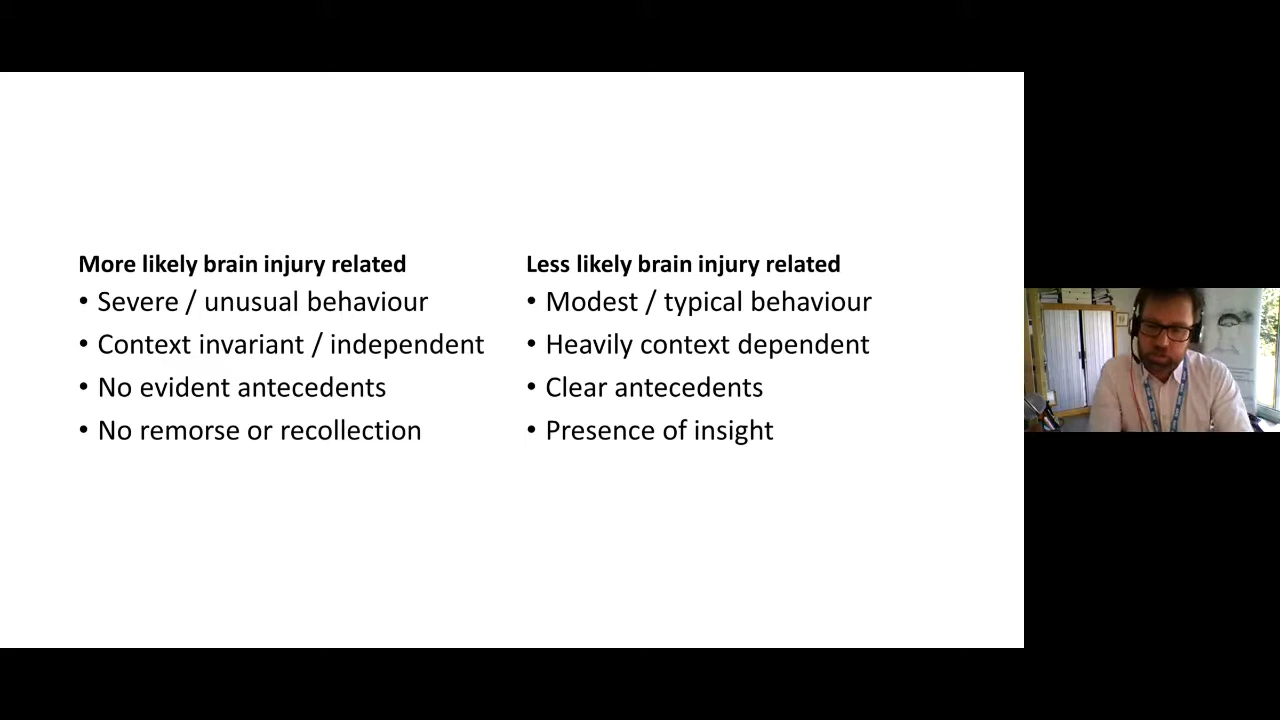 More likely brain injury related
• Severe / unusual behaviour
• Context invariant / independent
• No evident antecedents
• No remorse or recollection
Less likely brain injury related
• Modest / typical behaviour
• Heavily context dependent
• Clear antecedents
• Presence of insight